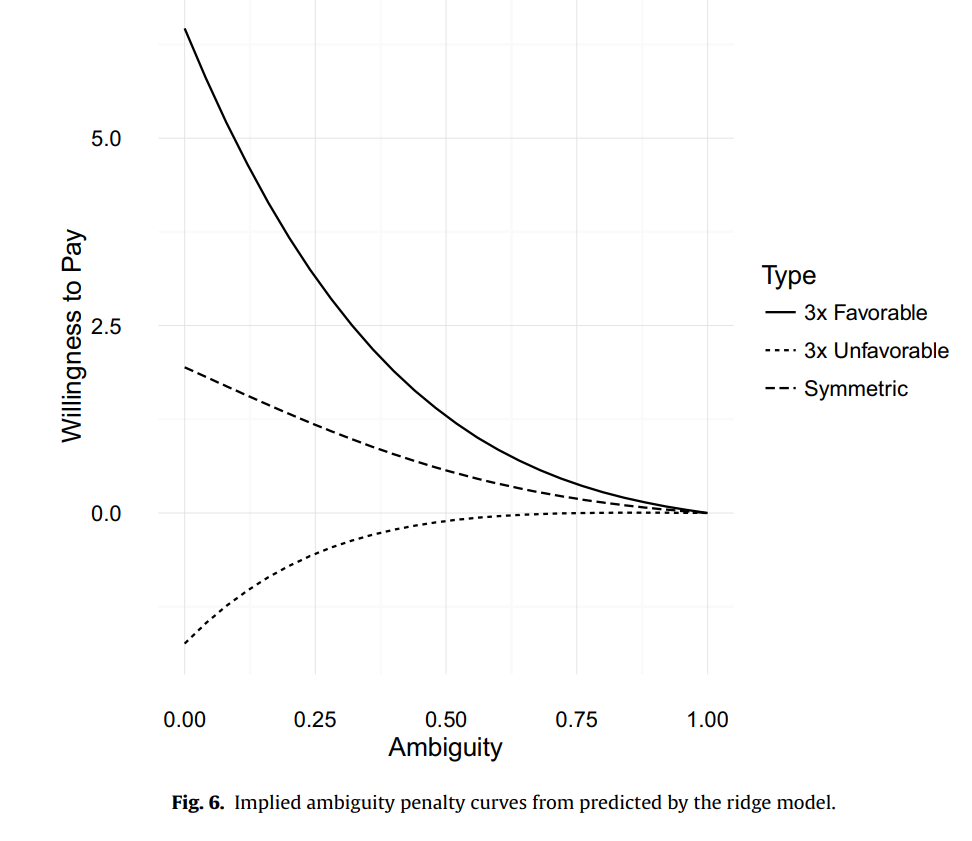 5.0
2.5
0.0
Willingness to Pay
0.00 0.25 0.50 0.75 1.00
Ambiguity
Type
3x Favorable
3x Unfavorable
Symmetric
Fig. 6. Implied ambiguity penalty curves from predicted by the ridge model.